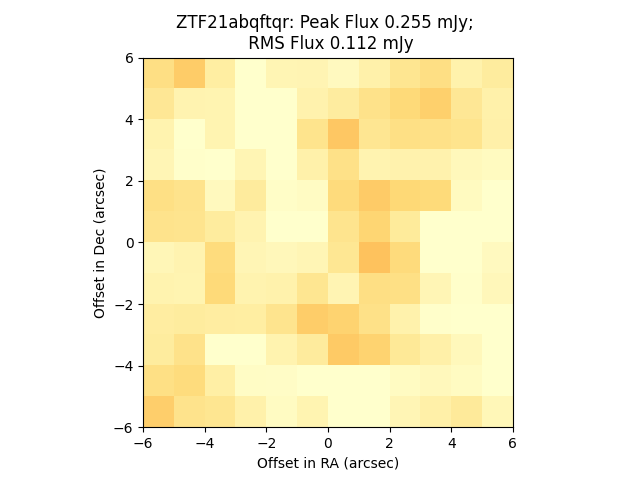 ZTF21abqftqr: Peak Flux 0.255 mJy;
RMS Flux 0.112 mJy
6
4
2
0
−2
−4
−6
Offset in Dec (arcsec)
−6 −4 −2 0 2 4 6
Offset in RA (arcsec)